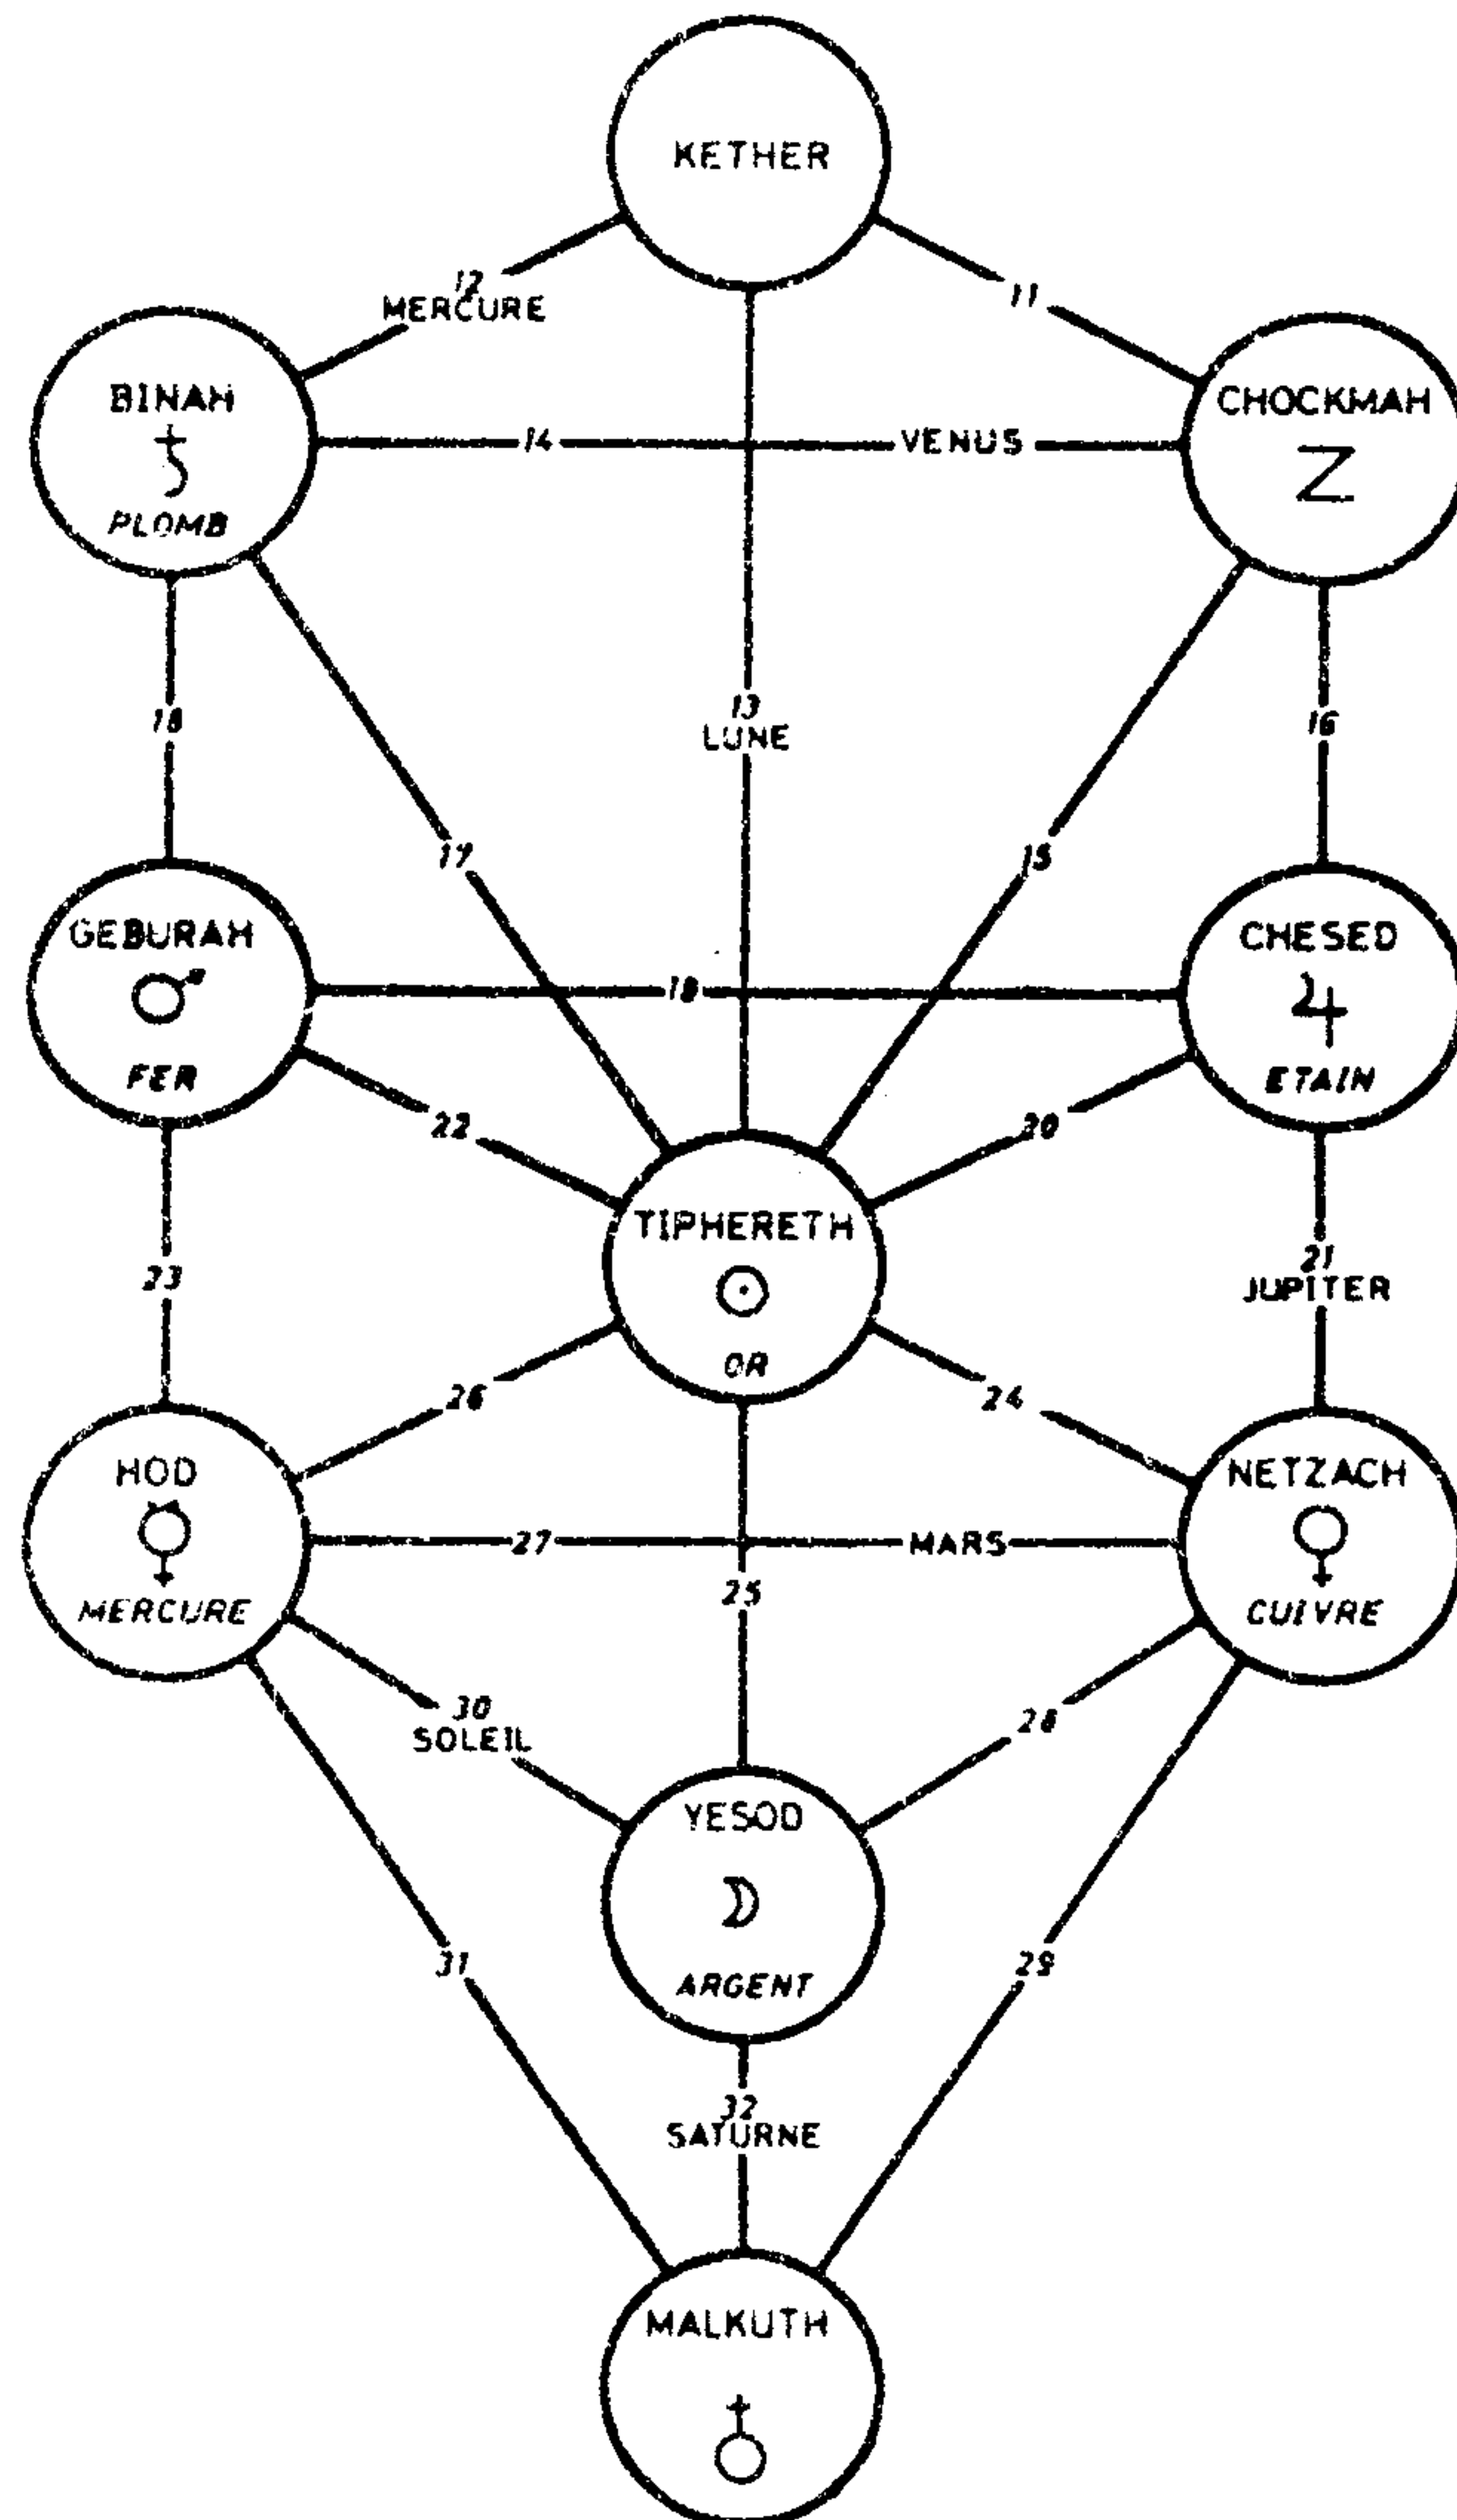 KETHER
12
11
MERCURE
BINAH
CHOCKMAH
Z
14 VENUS
PLOMB
13
LUNE
18
16
17
15
GEBURAH
CHESED
19
FER
ETAIN
22
20
TIPHERETH
21
JUPITER
23
OR
26
24
HOD
NETZACH
27
MARS
25
MERCURE
CUIVRE
30
SOLEIL
28
YESOD
31
29
ARGENT
32
SATURNE
MALKUTH